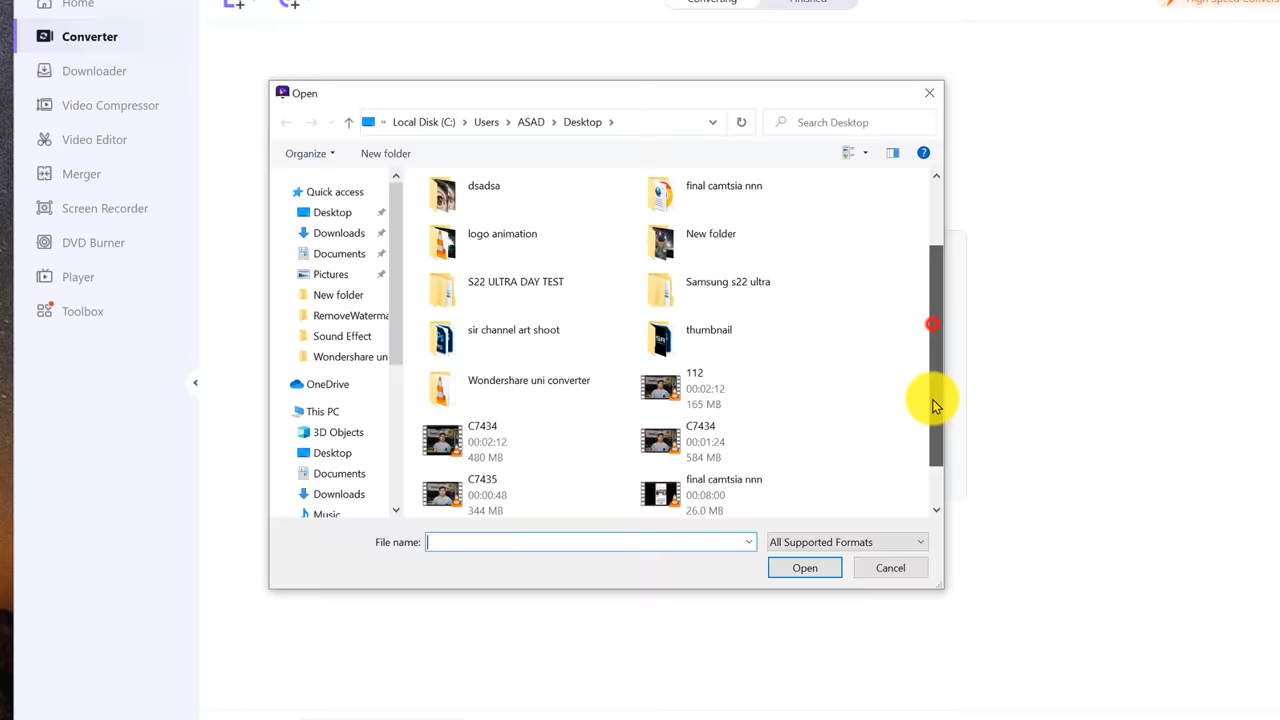 Home
Converting
Finished
High Speed Convers
Converter
Downloader
Video Compressor
Video Editor
Merger
Screen Recorder
DVD Burner
Player
Toolbox
Open
« Local Disk (C:) › Users › ASAD › Desktop ›
Search Desktop
Organize
New folder
Quick access
Desktop
Downloads
Documents
Pictures
New folder
RemoveWaterma
Sound Effect
Wondershare un
OneDrive
This PC
3D Objects
Desktop
Documents
Downloads
Music
dsadsa
final camtsia nnn
logo animation
New folder
S22 ULTRA DAY TEST
Samsung s22 ultra
sir channel art shoot
thumbnail
Wondershare uni converter
112
00:02:12
165 MB
C7434
00:02:12
480 MB
C7434
00:01:24
584 MB
C7435
00:00:48
344 MB
final camtsia nnn
00:08:00
26.0 MB
File name:
All Supported Formats
Open
Cancel